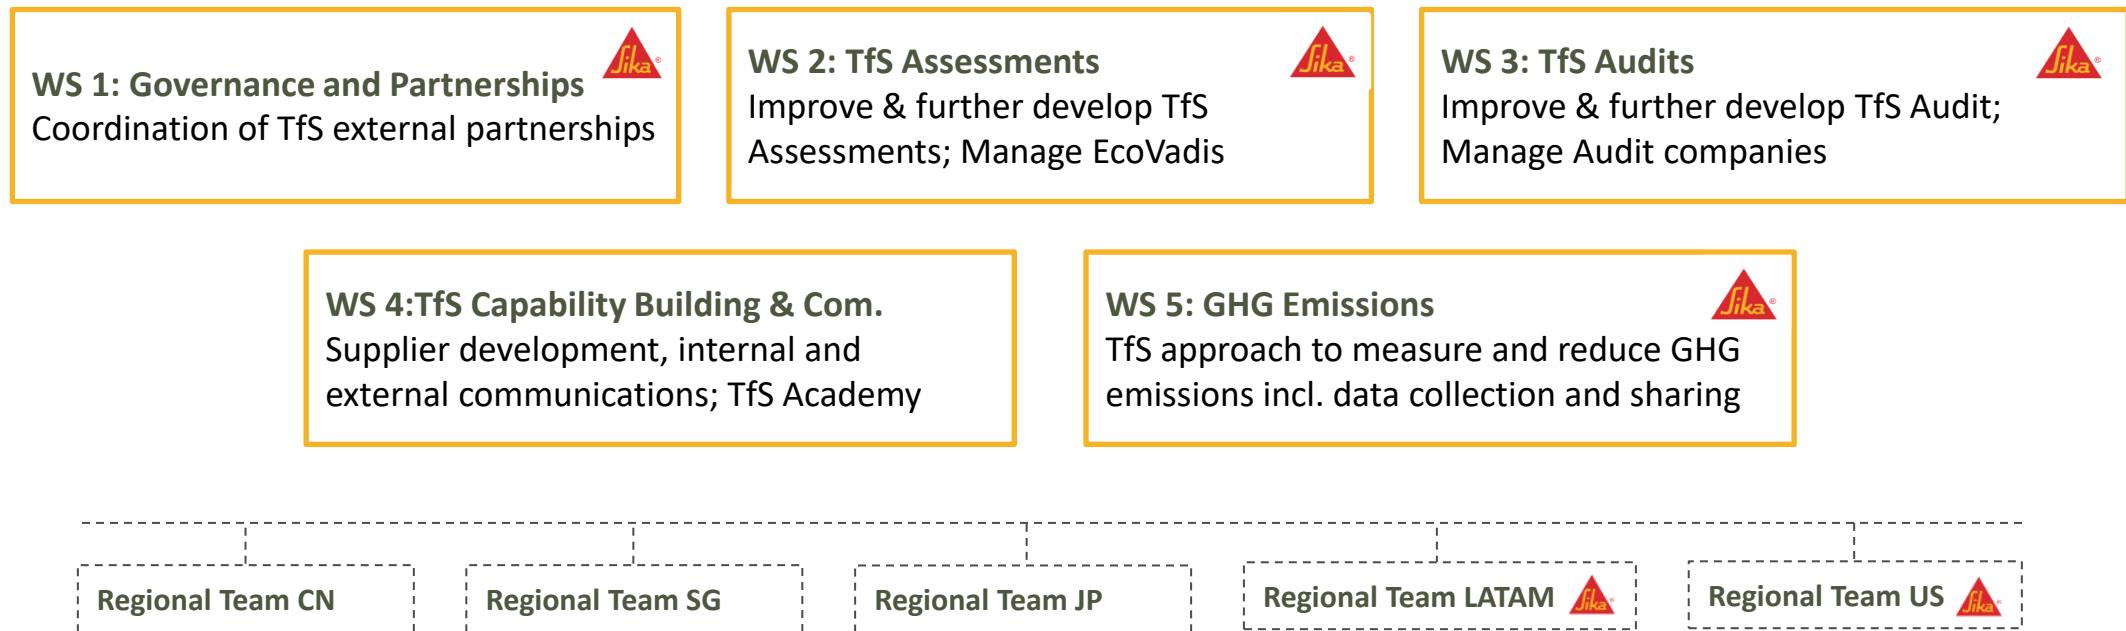 WS 1: Governance and Partnerships
Coordination of TfS external partnerships
Sika®
WS 2: TfS Assessments
Improve & further develop TfS
Assessments; Manage EcoVadis
Sika®
WS 3: TfS Audits
Improve & further develop TfS Audit;
Manage Audit companies
Sika®
WS 4:TfS Capability Building & Com.
Supplier development, internal and
external communications; TfS Academy
WS 5: GHG Emissions
TfS approach to measure and reduce GHG
emissions incl. data collection and sharing
Sika®
Regional Team CN
Regional Team SG
Regional Team JP
Regional Team LATAM
Sika®
Regional Team US
Sika®